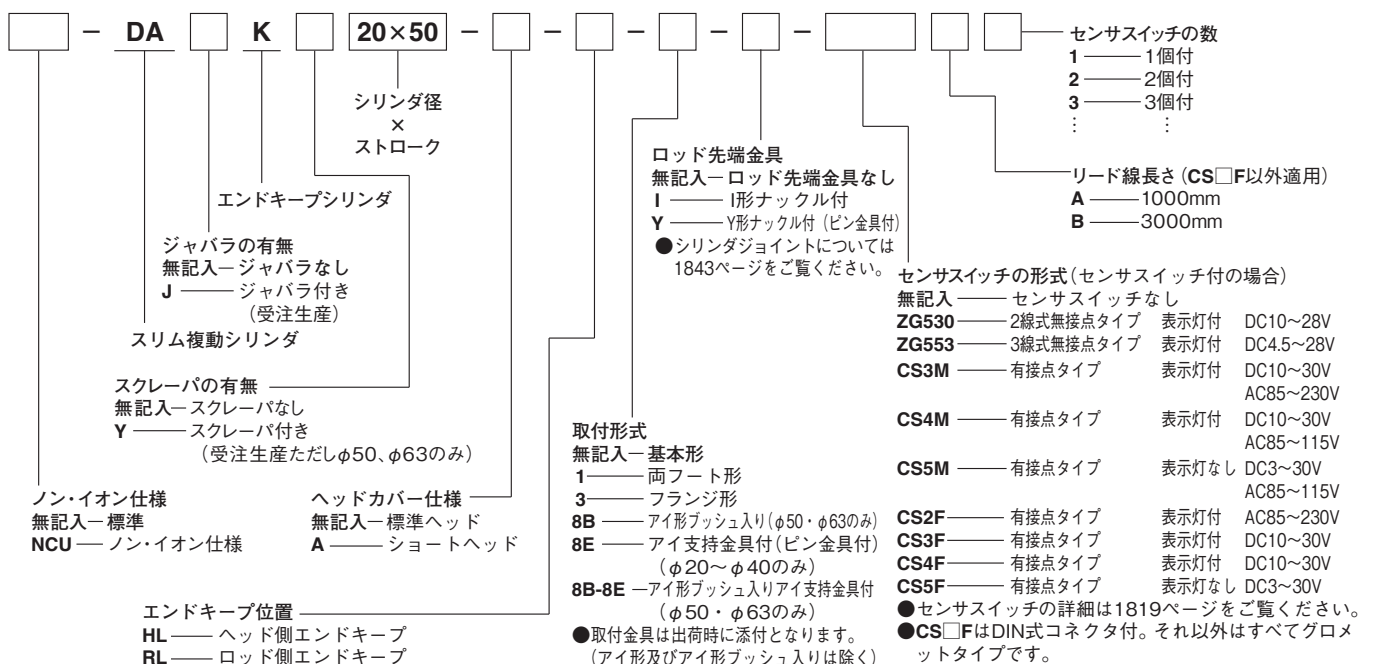 □ － DA □ K □ 20×50 － □ － □ － □ － □ － □ □ □
センサスイッチの数
1 ─── 1個付
2 ─── 2個付
3 ─── 3個付
⋮ ⋮
リード線長さ（CS□F以外適用）
A ─── 1000mm
B ─── 3000mm
シリンダ径
×
ストローク
エンドキープシリンダ
ジャバラの有無
無記入─ジャバラなし
J ─── ジャバラ付き
（受注生産）
スリム複動シリンダ
スクレーパの有無
無記入─スクレーパなし
Y ─── スクレーパ付き
（受注生産ただしφ50、φ63のみ）
ノン・イオン仕様
無記入─標準
NCU ─ ノン・イオン仕様
ヘッドカバー仕様
無記入─標準ヘッド
A ─── ショートヘッド
エンドキープ位置
HL ─── ヘッド側エンドキープ
RL ─── ロッド側エンドキープ
取付形式
無記入─基本形
1 ─── 両フート形
3 ─── フランジ形
8B ─── アイ形ブッシュ入り（φ50・φ63のみ）
8E ─── アイ支持金具付（ピン金具付）
（φ20〜φ40のみ）
8B-8E ─アイ形ブッシュ入りアイ支持金具付
（φ50・φ63のみ）
●取付金具は出荷時に添付となります。
（アイ形及びアイ形ブッシュ入りは除く）
ロッド先端金具
無記入─ロッド先端金具なし
I ─── I形ナックル付
Y ─── Y形ナックル付（ピン金具付）
●シリンダジョイントについては
1843ページをご覧ください。
センサスイッチの形式（センサスイッチ付の場合）
無記入 ─── センサスイッチなし
ZG530 ─── 2線式無接点タイプ 表示灯付 DC10〜28V
ZG553 ─── 3線式無接点タイプ 表示灯付 DC4.5〜28V
CS3M ─── 有接点タイプ 表示灯付 DC10〜30V
AC85〜230V
CS4M ─── 有接点タイプ 表示灯付 DC10〜30V
AC85〜115V
CS5M ─── 有接点タイプ 表示灯なし DC3〜30V
AC85〜115V
CS2F ─── 有接点タイプ 表示灯付 AC85〜230V
CS3F ─── 有接点タイプ 表示灯付 DC10〜30V
CS4F ─── 有接点タイプ 表示灯付 DC10〜30V
CS5F ─── 有接点タイプ 表示灯なし DC3〜30V
●センサスイッチの詳細は1819ページをご覧ください。
●CS□FはDIN式コネクタ付。それ以外はすべてグロメ
ットタイプです。